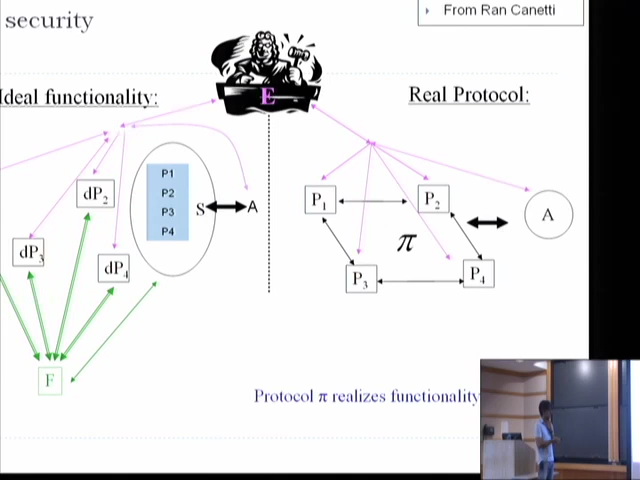 security
From Ran Canetti
Ideal functionality:
E
Real Protocol:
P1
P2
P3
P4
S
A
dP2
dP3
dP4
F
P1
P2
A
π
P3
P4
Protocol π realizes functionality